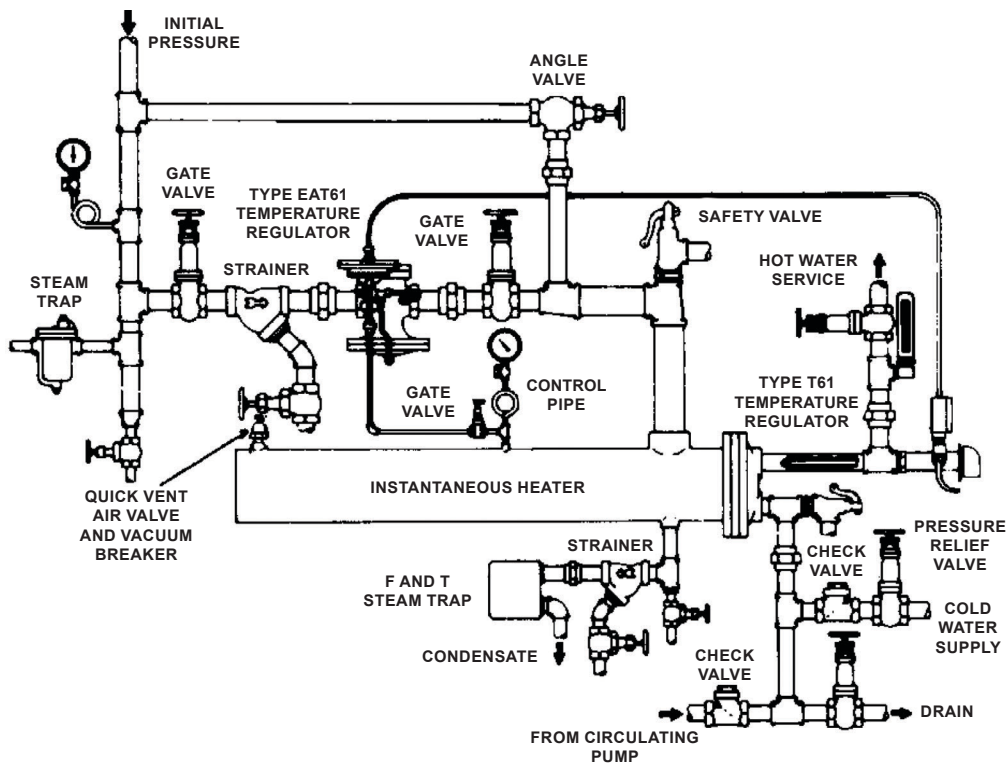 INITIAL
PRESSURE
ANGLE
VALVE
GATE
VALVE
TYPE EAT61
TEMPERATURE
REGULATOR
GATE
VALVE
SAFETY VALVE
STRAINER
HOT WATER
SERVICE
STEAM
TRAP
GATE
VALVE
CONTROL
PIPE
TYPE T61
TEMPERATURE
REGULATOR
INSTANTANEOUS HEATER
QUICK VENT
AIR VALVE
AND VACUUM
BREAKER
STRAINER
F AND T
STEAM TRAP
CHECK
VALVE
PRESSURE
RELIEF
VALVE
COLD
WATER
SUPPLY
CONDENSATE
CHECK
VALVE
DRAIN
FROM CIRCULATING
PUMP